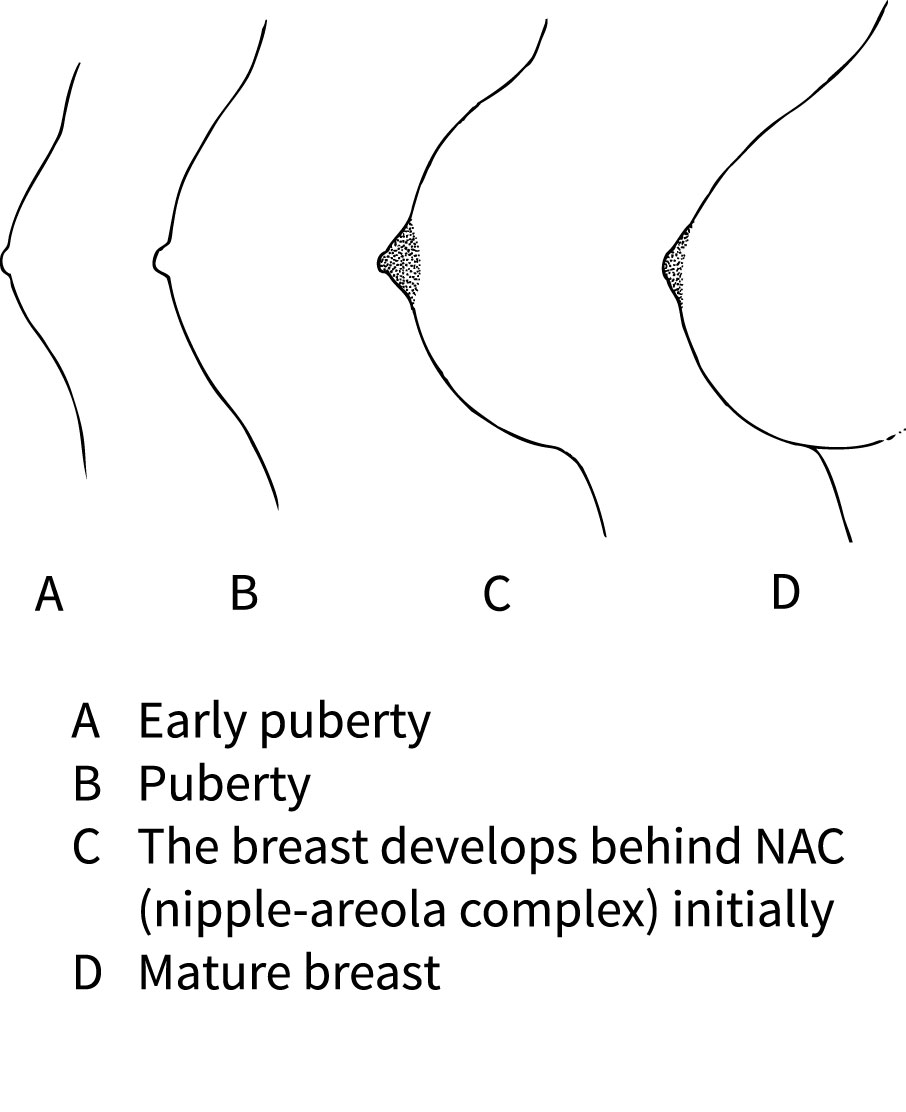 A B C D
A Early puberty
B Puberty
C The breast develops behind NAC
(nipple-areola complex) initially
D Mature breast